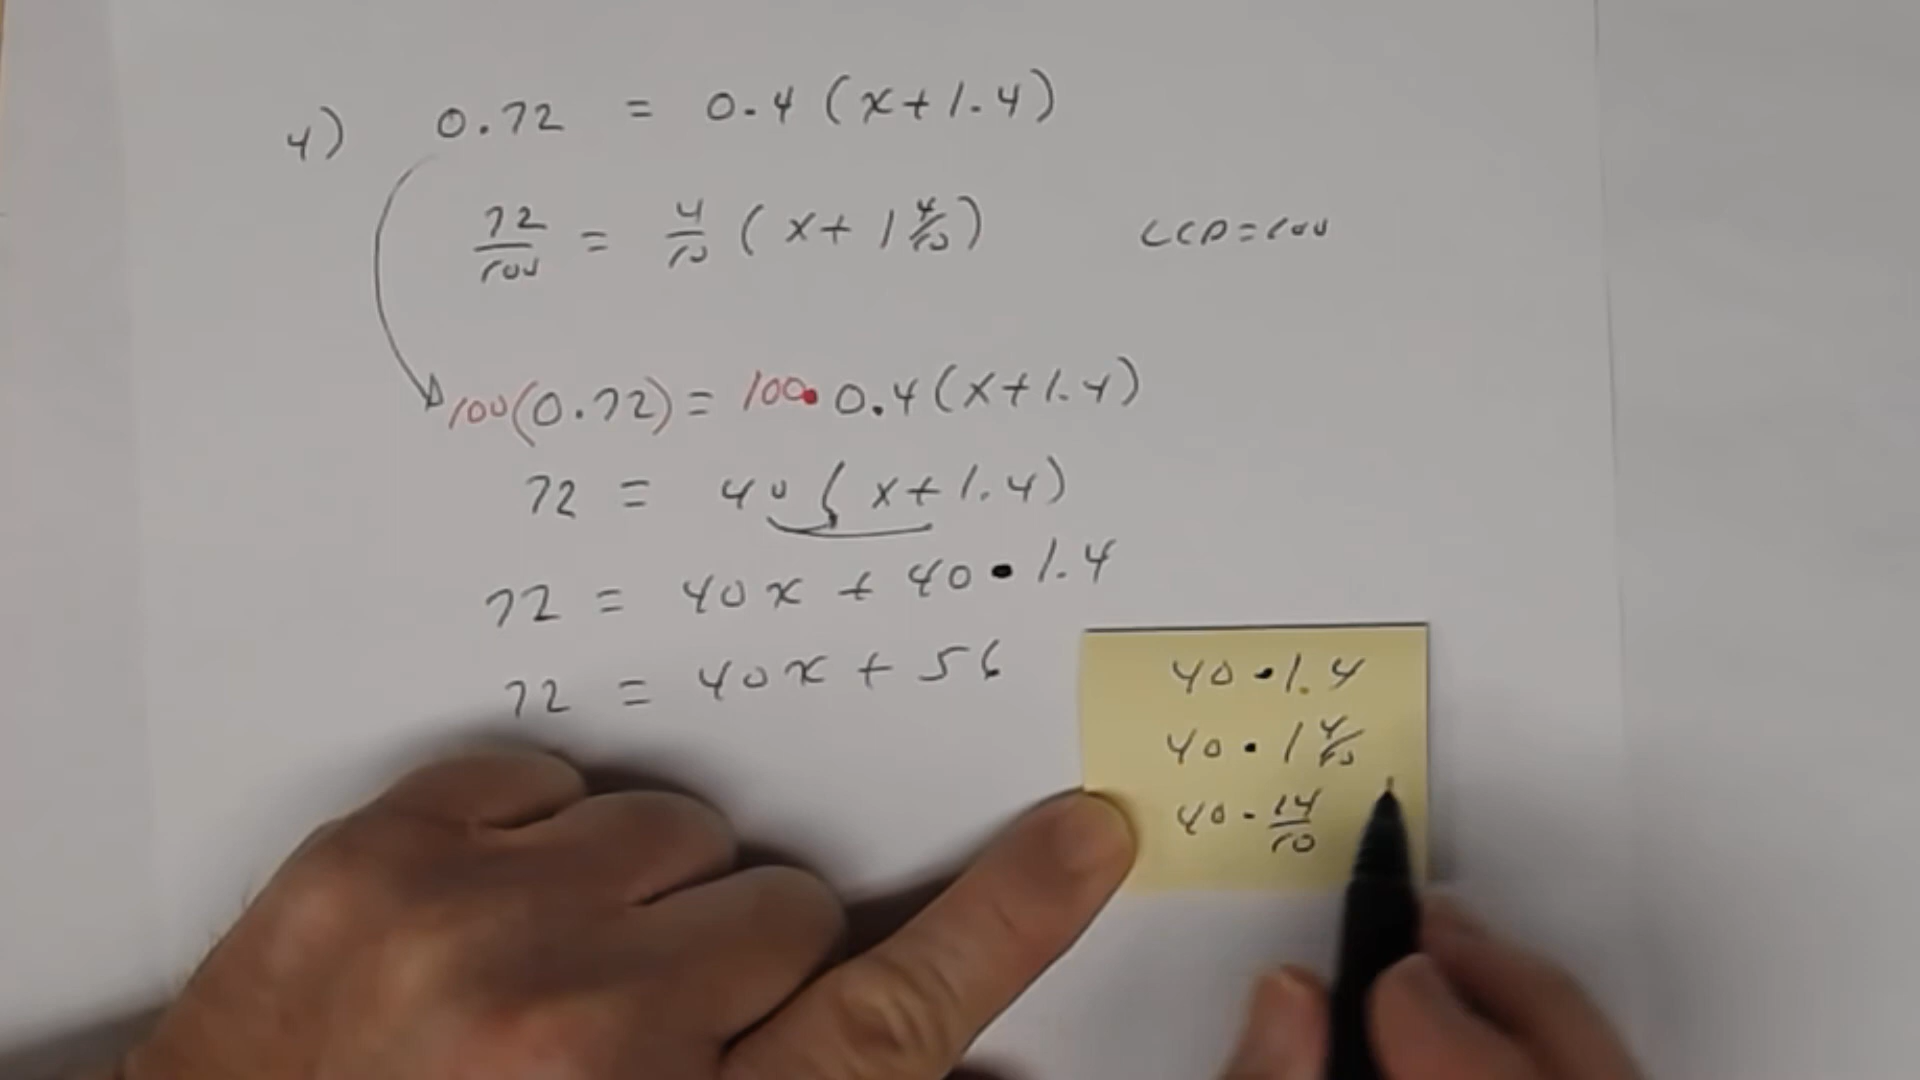 4) 0.72 = 0.4 (x+1.4)
72/100 = 4/10 (x+1 4/10) LCD=100
100(0.72) = 100•0.4(x+1.4)
72 = 40(x+1.4)
72 = 40x + 40•1.4
72 = 40x + 56
40•1.4
40•1 4/10
40•14/10